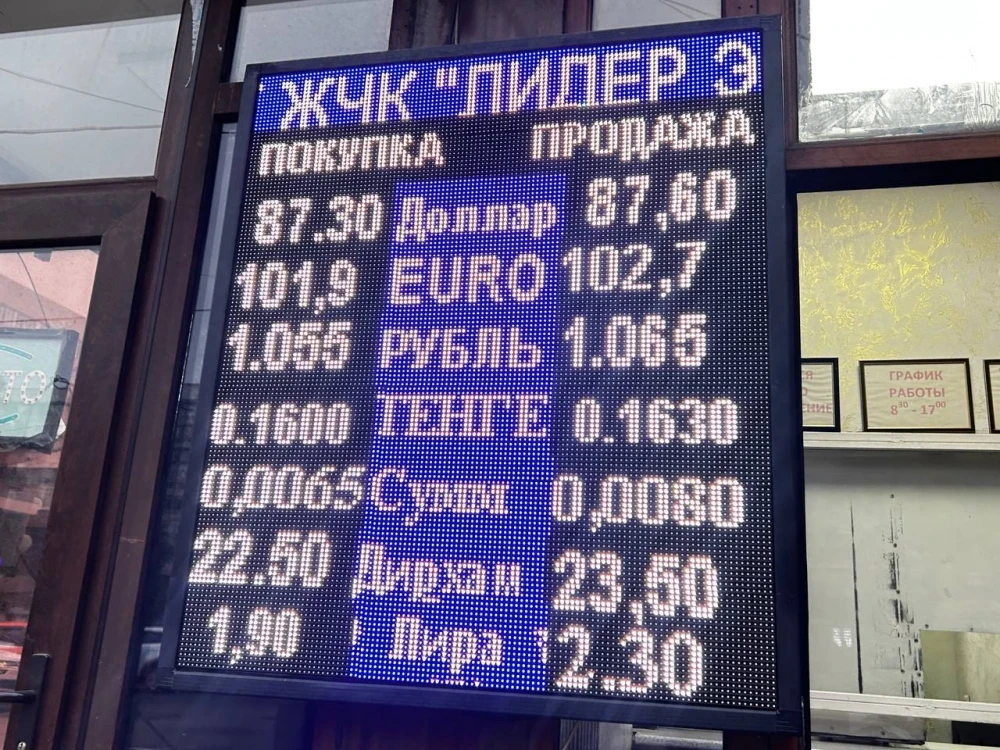 ЖЧК "ЛИДЕР Э
ПОКУПКА ПРОДАЖА
87.30 Доллар 87,60
101,9 EURO 102,7
1.055 РУБЛЬ 1.065
0.1600 ТЕНГЕ 0.1630
0,0065 Сумы 0,0080
22.50 Дирхам 23,50
1,90 Лира 2.30
ГРАФИК
РАБОТЫ
8³⁰ - 17⁰⁰